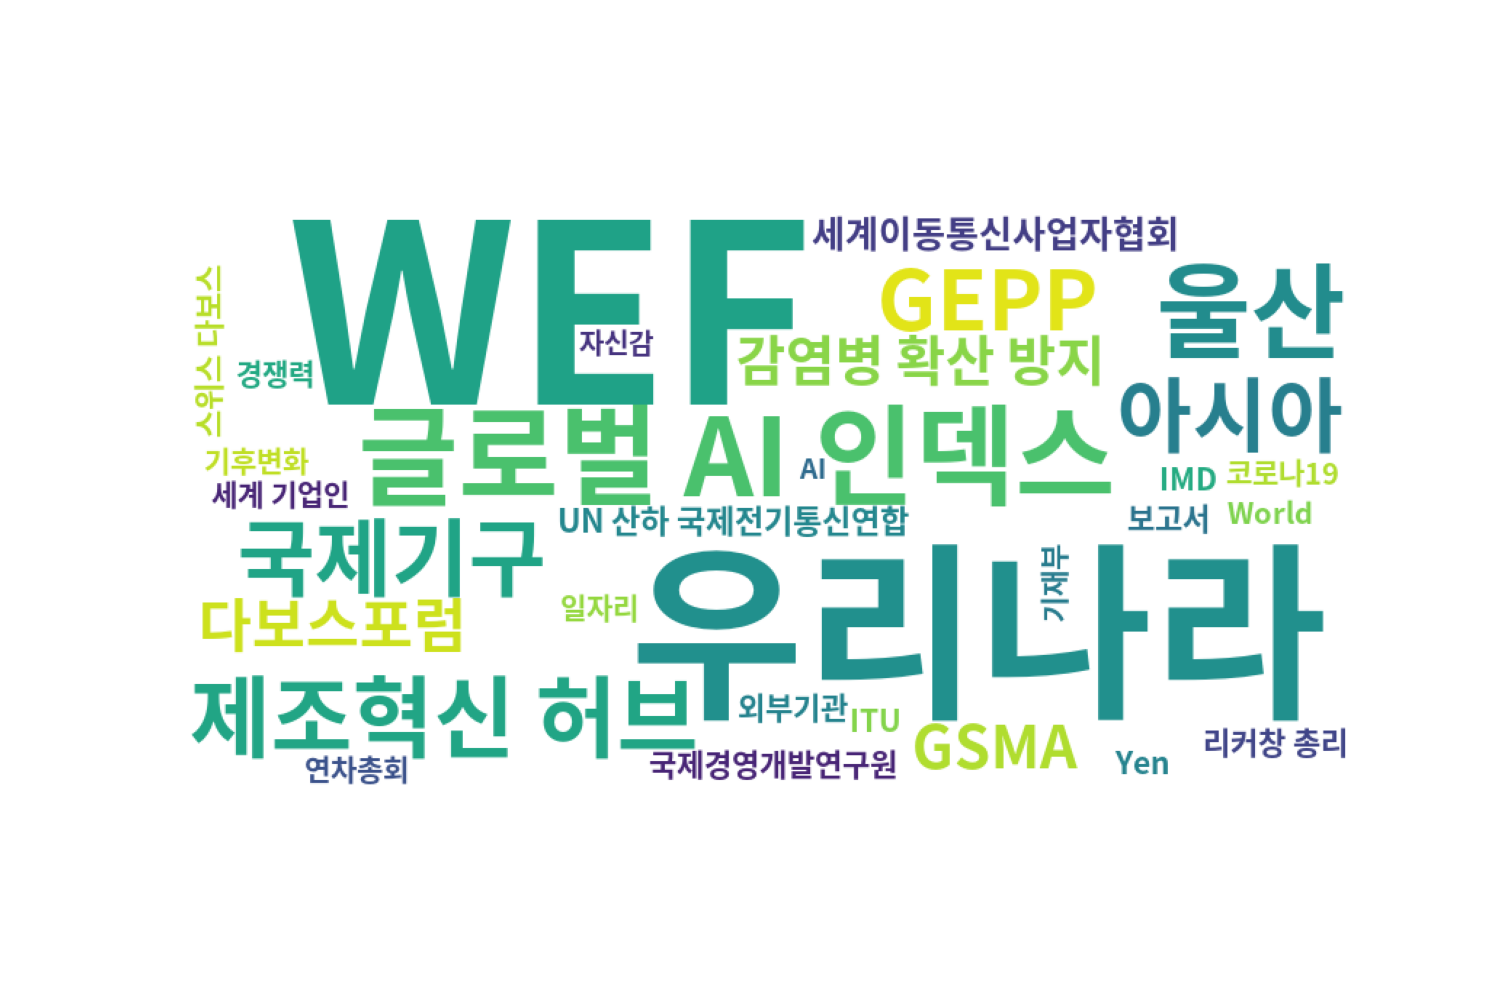 WEF
세계이동통신사업자협회
GEPP
울산
스위스 다보스
자신감
경쟁력
감염병 확산 방지
아시아
글로벌 AI 인덱스
AI
기후변화
IMD
코로나19
세계 기업인
국제기구
UN 산하 국제전기통신연합
보고서
World
우리나라
기재부
일자리
다보스포럼
제조혁신 허브
외부기관
ITU
GSMA
리커창 총리
연차총회
국제경영개발연구원
Yen